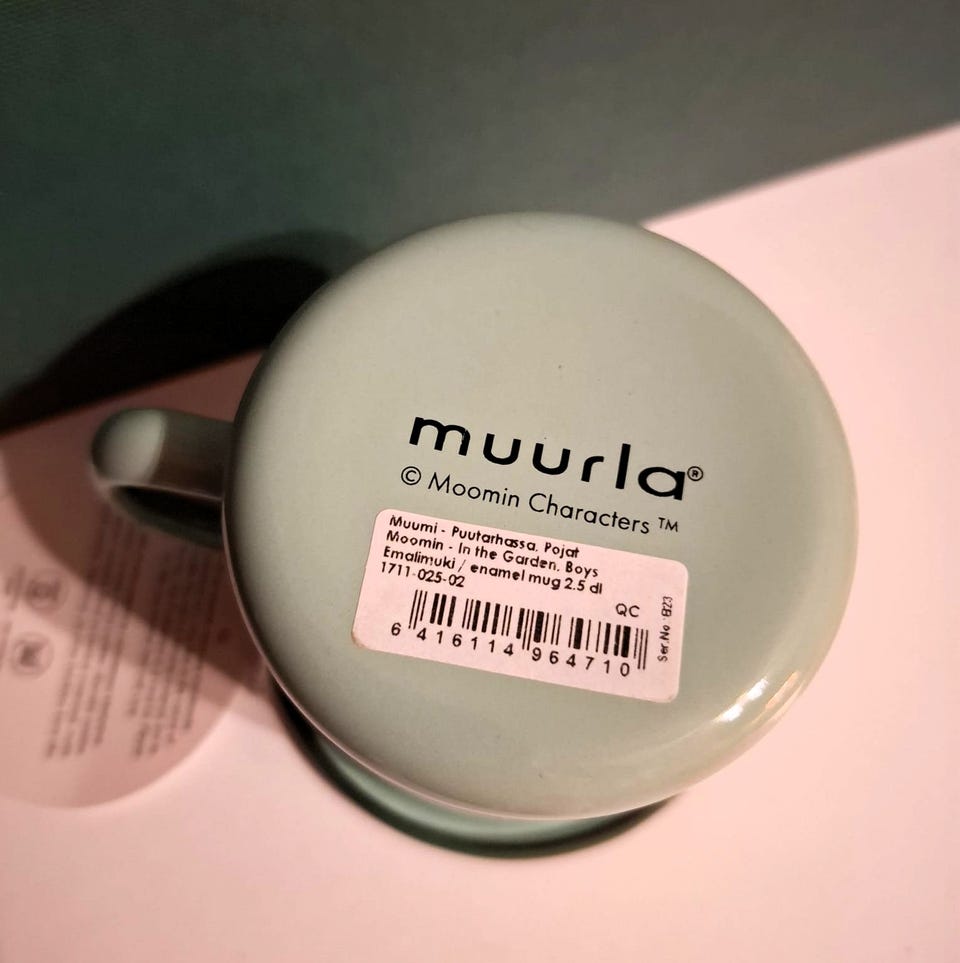 muurla®
© Moomin Characters ™
Muumi - Puutarhassa, Pojat
Moomin - In the Garden, Boys
Emalimuki / enamel mug 2.5 dl
1711-025-02
QC
Ser.No : B23
6 416114 964710